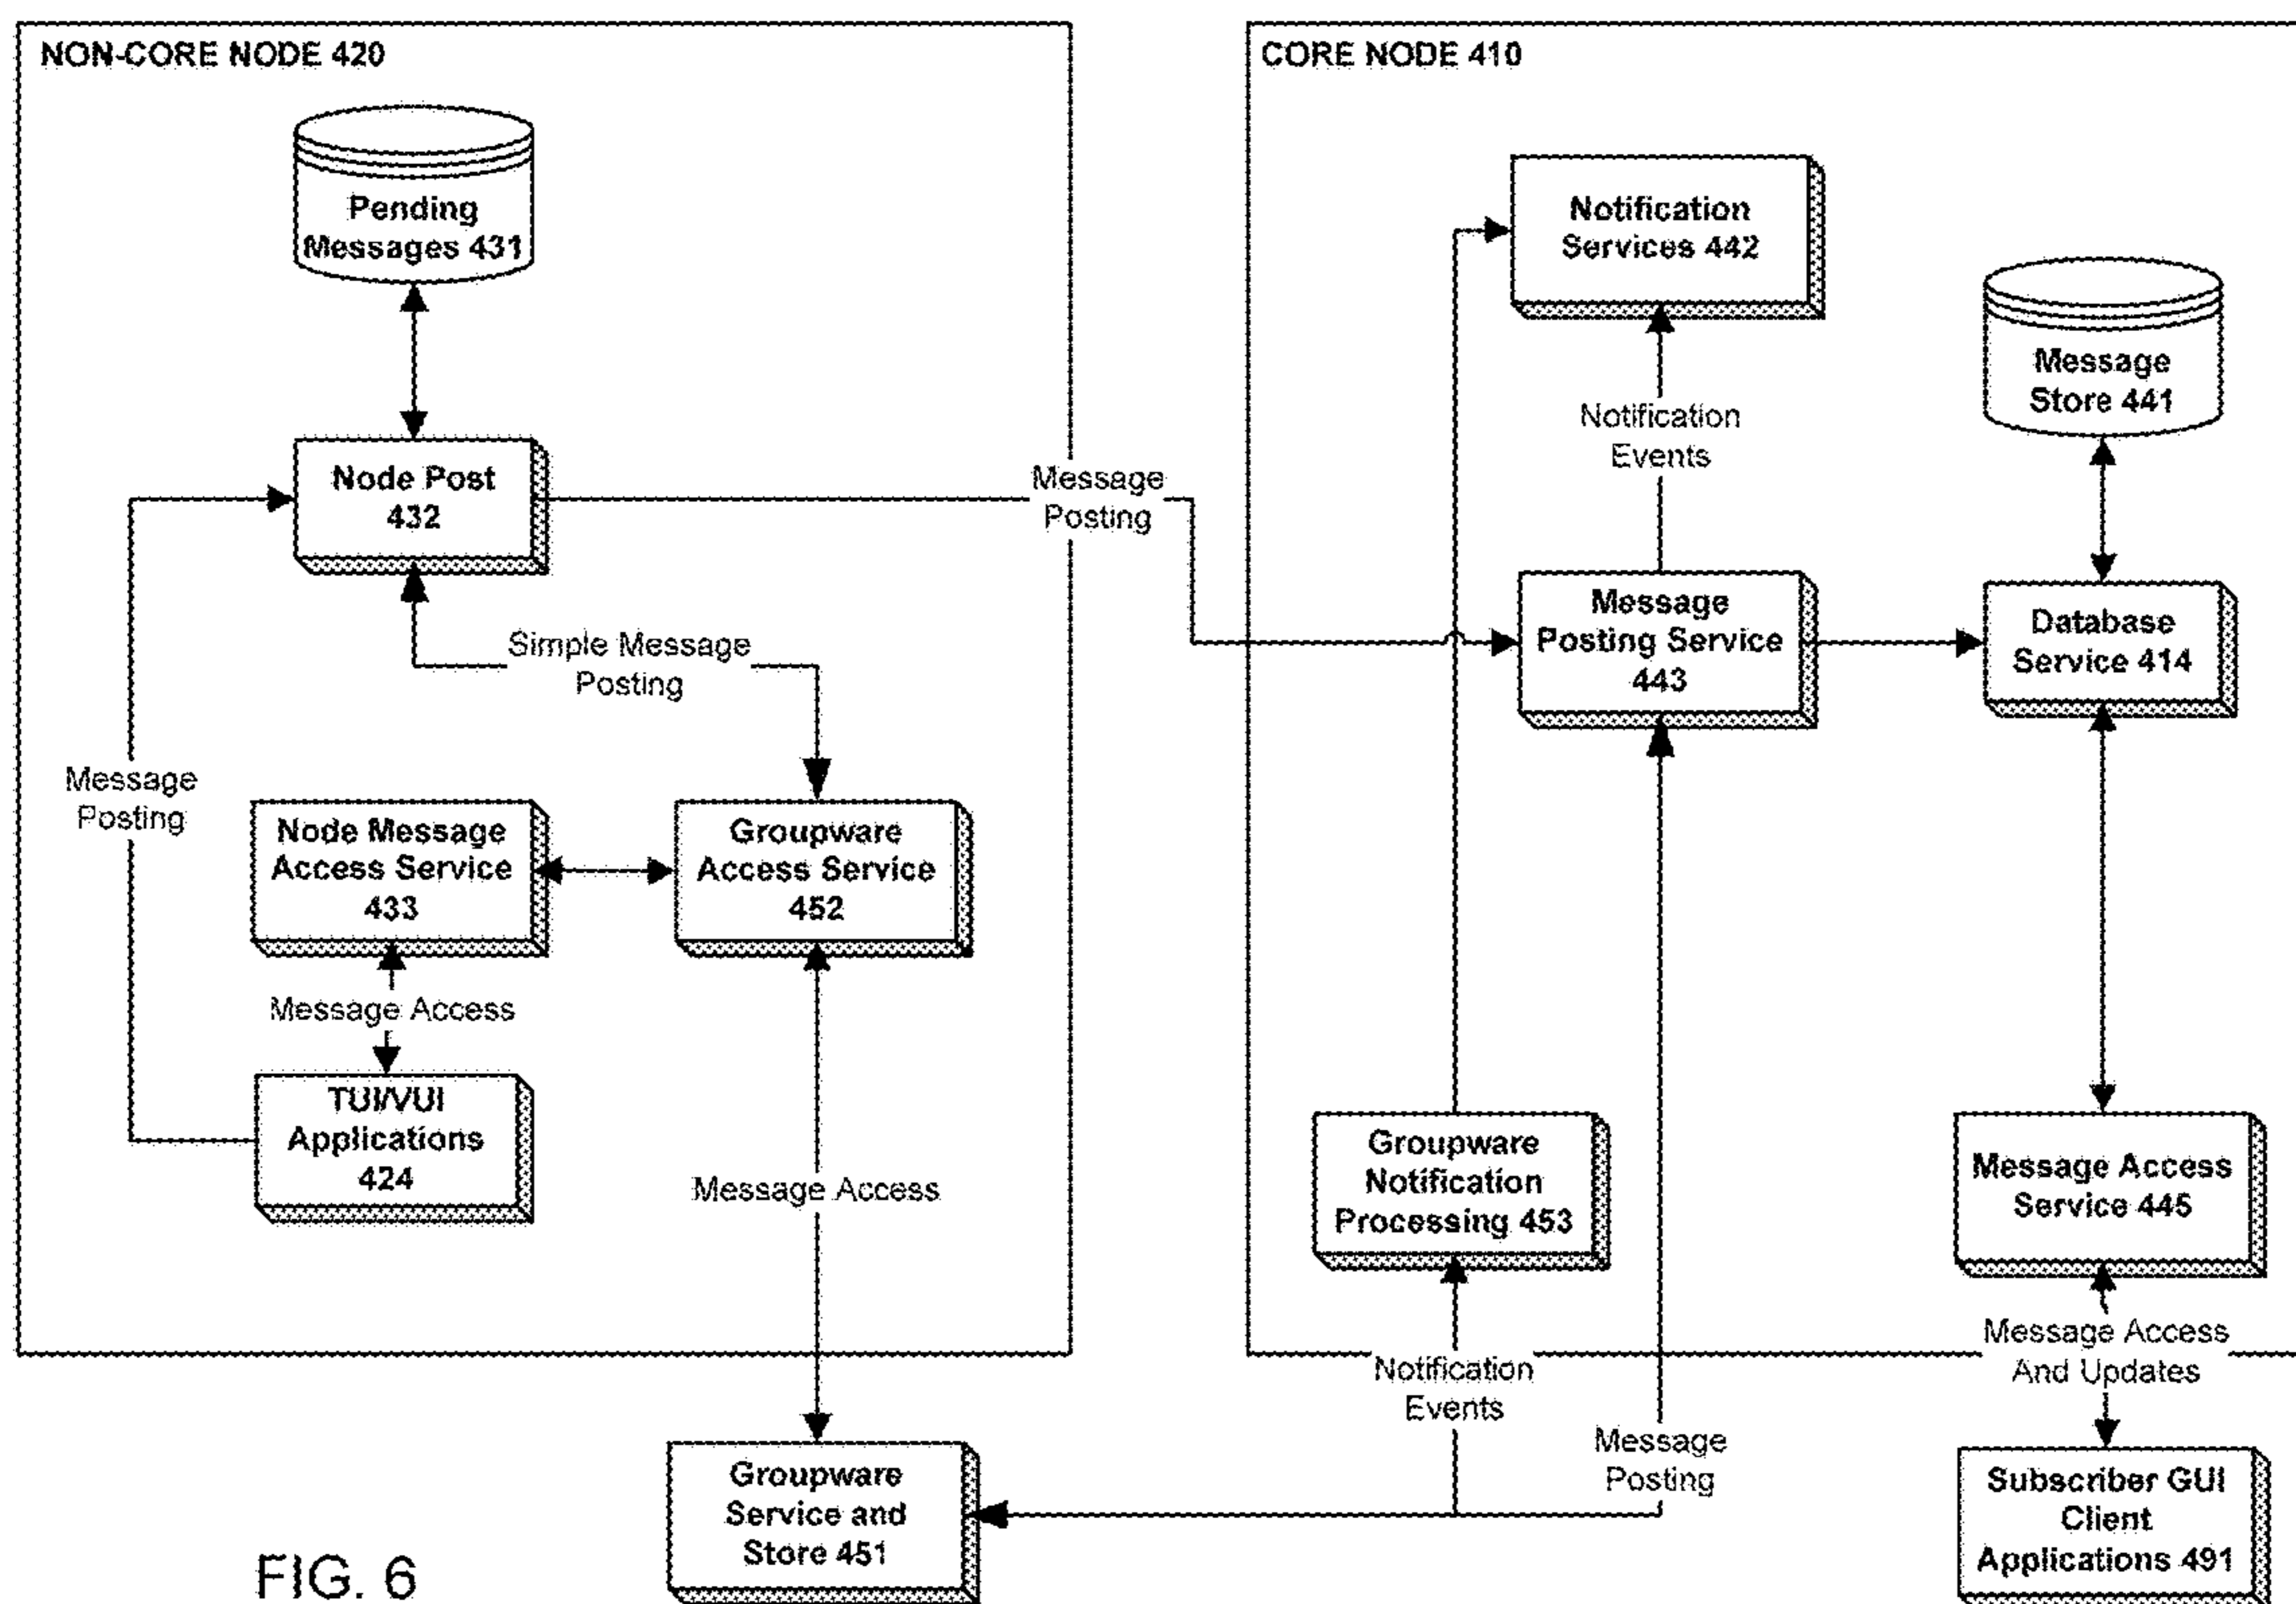 NON-CORE NODE 420
Pending
Messages 431
Node Post
432
Simple Message
Posting
Message
Posting
Node Message
Access Service
433
Groupware
Access Service
452
Message Access
TUI/VUI
Applications
424
Message Access
Message
Posting
CORE NODE 410
Notification
Services 442
Notification
Events
Message
Store 441
Message
Posting Service
443
Database
Service 414
Groupware
Notification
Processing 453
Message Access
Service 445
Notification
Events
Message
Posting
Message Access
And Updates
Groupware
Service and
Store 451
Subscriber GUI
Client
Applications 491
FIG. 6